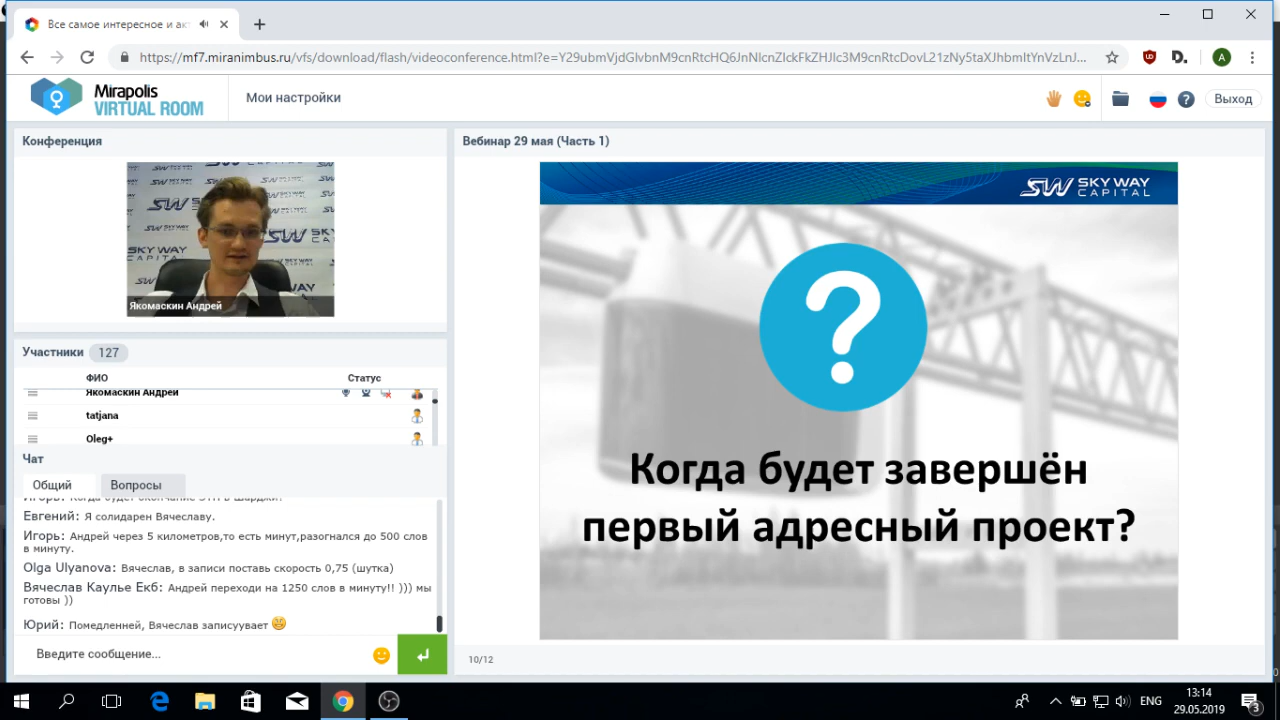 Все самое интересное и ак
https://mf7.miranimbus.ru/vfs/download/flash/videoconference.html?e=
A
Mirapolis
VIRTUAL ROOM
Мои настройки
Выход
Конференция
SKY WAY
Якомаскин Андрей
Участники 127
ФИО Статус
Якомаскин Андрей
tatjana
Oleg+
Чат
Общий Вопросы
Евгений: Я солидарен Вячеславу.
Игорь: Андрей через 5 километров,то есть минут,разогнался до 500 слов
в минуту.
Olga Ulyanova: Вячеслав, в записи поставь скорость 0,75 (шутка)
Вячеслав Каулье Екб: Андрей переходи на 1250 слов в минуту!! ))) мы
готовы ))
Юрий: Помедленней, Вячеслав записуувает
Введите сообщение...
Вебинар 29 мая (Часть 1)
SW SKY WAY
CAPITAL
?
Когда будет завершён
первый адресный проект?
10/12
ENG
13:14
29.05.2019
3